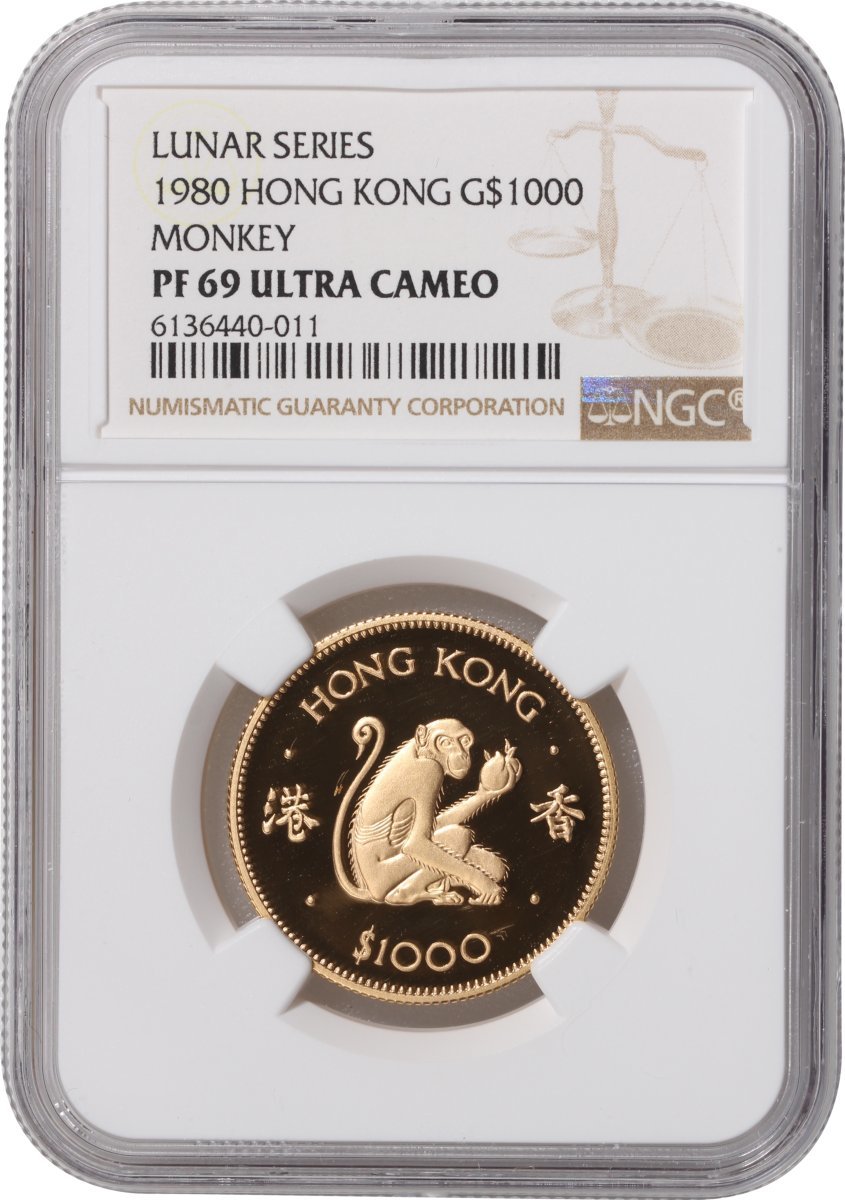 LUNAR SERIES
1980 HONG KONG G$1000
MONKEY
PF 69 ULTRA CAMEO
6136440-011
NUMISMATIC GUARANTY CORPORATION
NGC®
HONG KONG
港 香
$1000